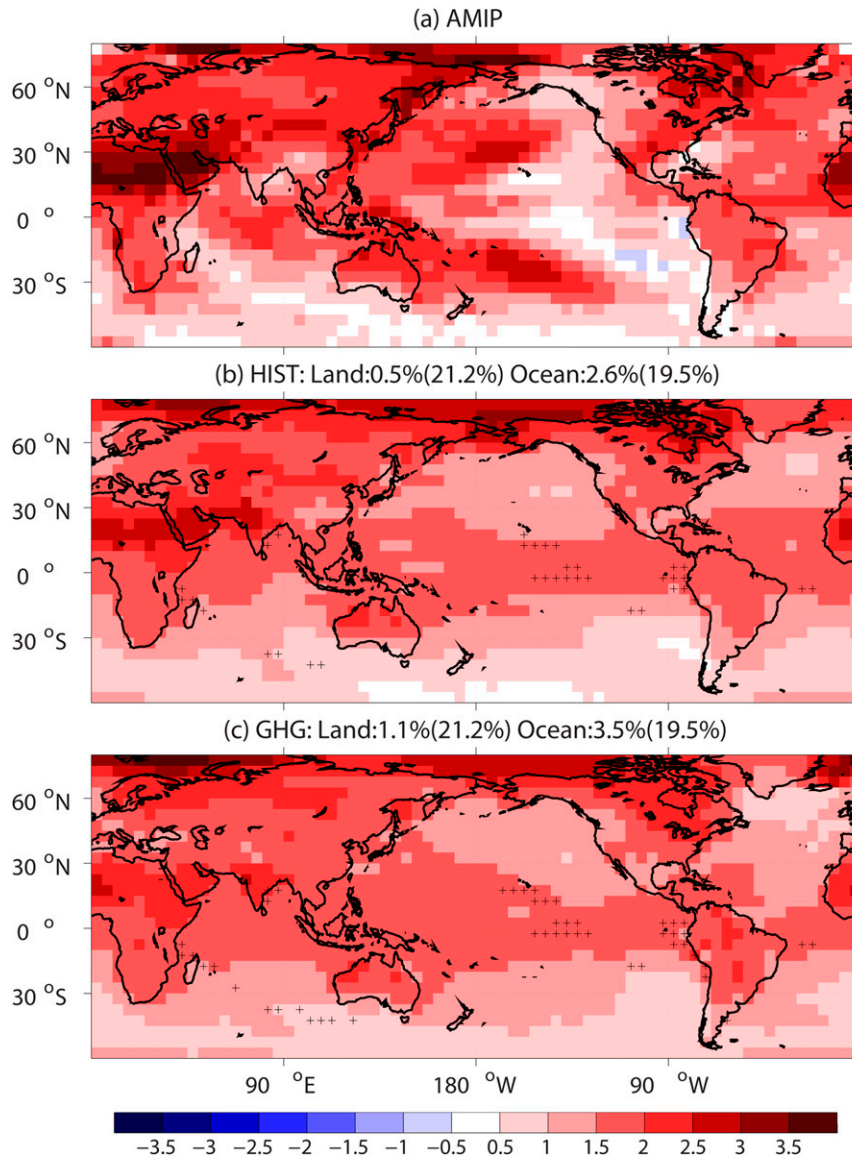 (a) AMIP
60 °N
30 °N
0 °
30 °S
(b) HIST: Land:0.5%(21.2%) Ocean:2.6%(19.5%)
60 °N
30 °N
0 °
30 °S
(c) GHG: Land:1.1%(21.2%) Ocean:3.5%(19.5%)
60 °N
30 °N
0 °
30 °S
90 °E 180 °W 90 °W
−3.5 −3 −2.5 −2 −1.5 −1 −0.5 0.5 1 1.5 2 2.5 3 3.5